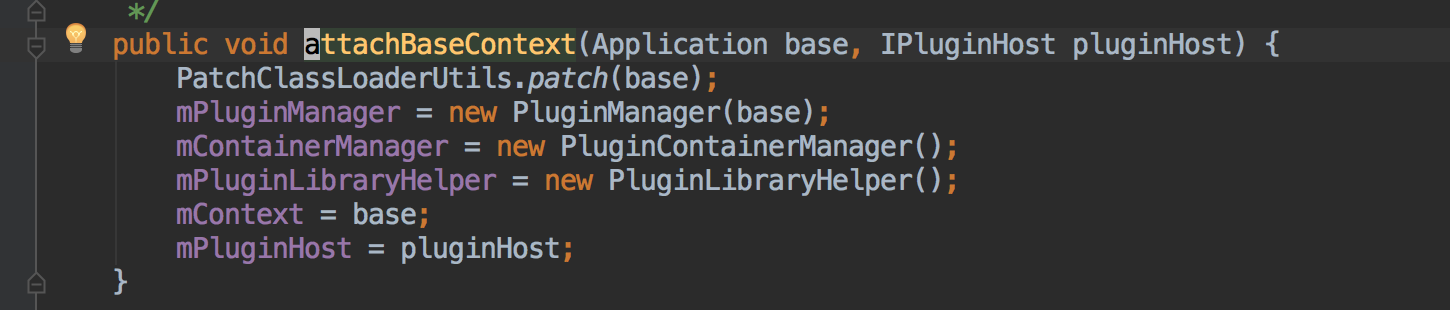 */
public void attachBaseContext(Application base, IPluginHost pluginHost) {
PatchClassLoaderUtils.patch(base);
mPluginManager = new PluginManager(base);
mContainerManager = new PluginContainerManager();
mPluginLibraryHelper = new PluginLibraryHelper();
mContext = base;
mPluginHost = pluginHost;
}